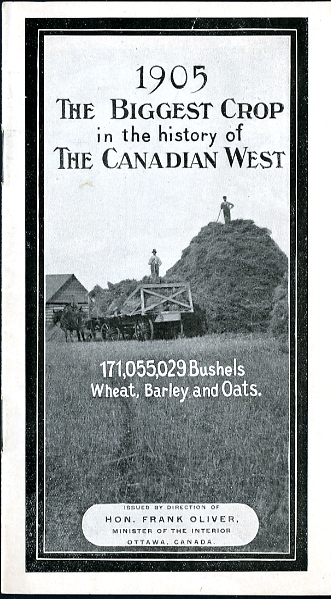 1905
THE BIGGEST CROP
in the history of
THE CANADIAN WEST
171,055,029 Bushels
Wheat, Barley and Oats.
ISSUED BY DIRECTION OF
HON. FRANK OLIVER,
MINISTER OF THE INTERIOR
OTTAWA, CANADA.